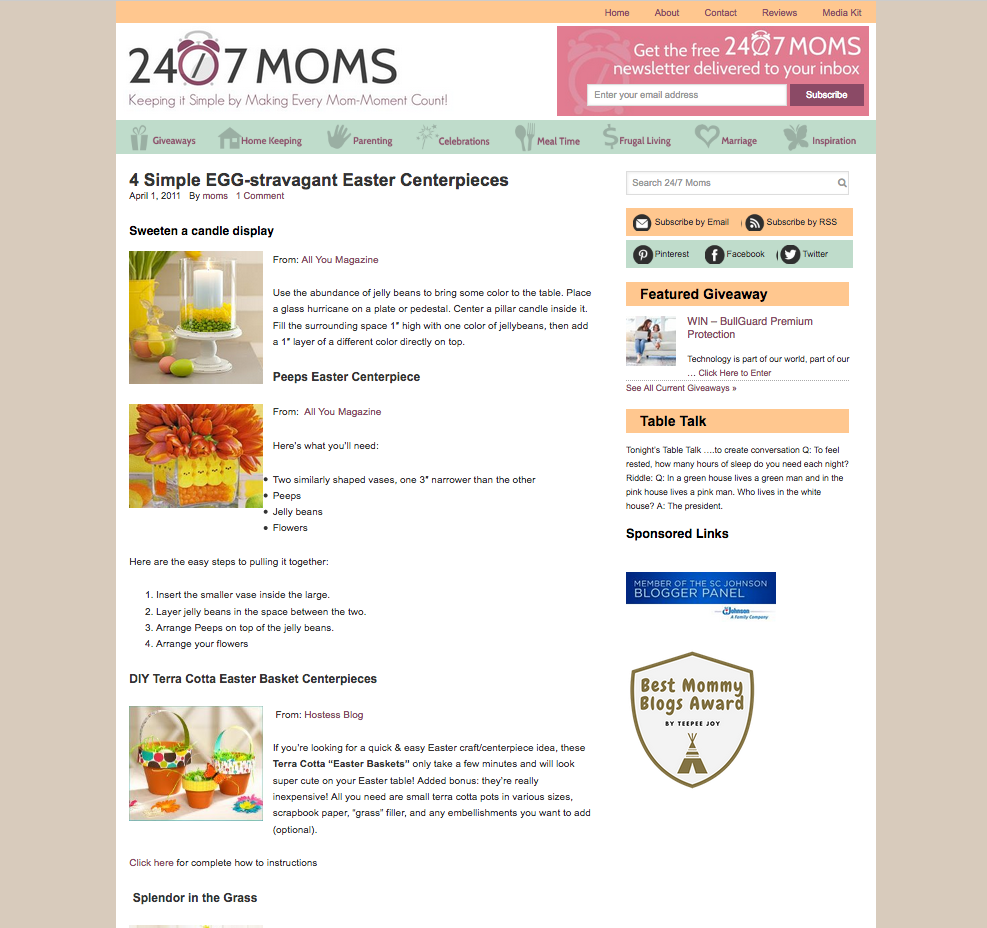 Home About Contact Reviews Media Kit
24/7 MOMS
Keeping it Simple by Making Every Mom-Moment Count!
Get the free 24/7 MOMS
newsletter delivered to your inbox
Enter your email address Subscribe
Giveaways Home Keeping Parenting Celebrations Meal Time Frugal Living Marriage Inspiration
4 Simple EGG-stravagant Easter Centerpieces
April 1, 2011 By moms 1 Comment
Sweeten a candle display
From: All You Magazine
Use the abundance of jelly beans to bring some color to the table. Place
a glass hurricane on a plate or pedestal. Center a pillar candle inside it.
Fill the surrounding space 1″ high with one color of jellybeans, then add
a 1″ layer of a different color directly on top.
Peeps Easter Centerpiece
From: All You Magazine
Here's what you'll need:
• Two similarly shaped vases, one 3″ narrower than the other
• Peeps
• Jelly beans
• Flowers
Here are the easy steps to pulling it together:
1. Insert the smaller vase inside the large.
2. Layer jelly beans in the space between the two.
3. Arrange Peeps on top of the jelly beans.
4. Arrange your flowers
DIY Terra Cotta Easter Basket Centerpieces
From: Hostess Blog
If you're looking for a quick & easy Easter craft/centerpiece idea, these
Terra Cotta “Easter Baskets” only take a few minutes and will look
super cute on your Easter table! Added bonus: they're really
inexpensive! All you need are small terra cotta pots in various sizes,
scrapbook paper, “grass” filler, and any embellishments you want to add
(optional).
Click here for complete how to instructions
Splendor in the Grass
Search 24/7 Moms
Subscribe by Email Subscribe by RSS
Pinterest Facebook Twitter
Featured Giveaway
WIN – BullGuard Premium
Protection
Technology is part of our world, part of our
… Click Here to Enter
See All Current Giveaways »
Table Talk
Tonight's Table Talk ….to create conversation Q: To feel
rested, how many hours of sleep do you need each night?
Riddle: Q: In a green house lives a green man and in the
pink house lives a pink man. Who lives in the white
house? A: The president.
Sponsored Links
MEMBER OF THE SC JOHNSON
BLOGGER PANEL
SC Johnson
A Family Company
Best Mommy
Blogs Award
BY TEEPEE JOY